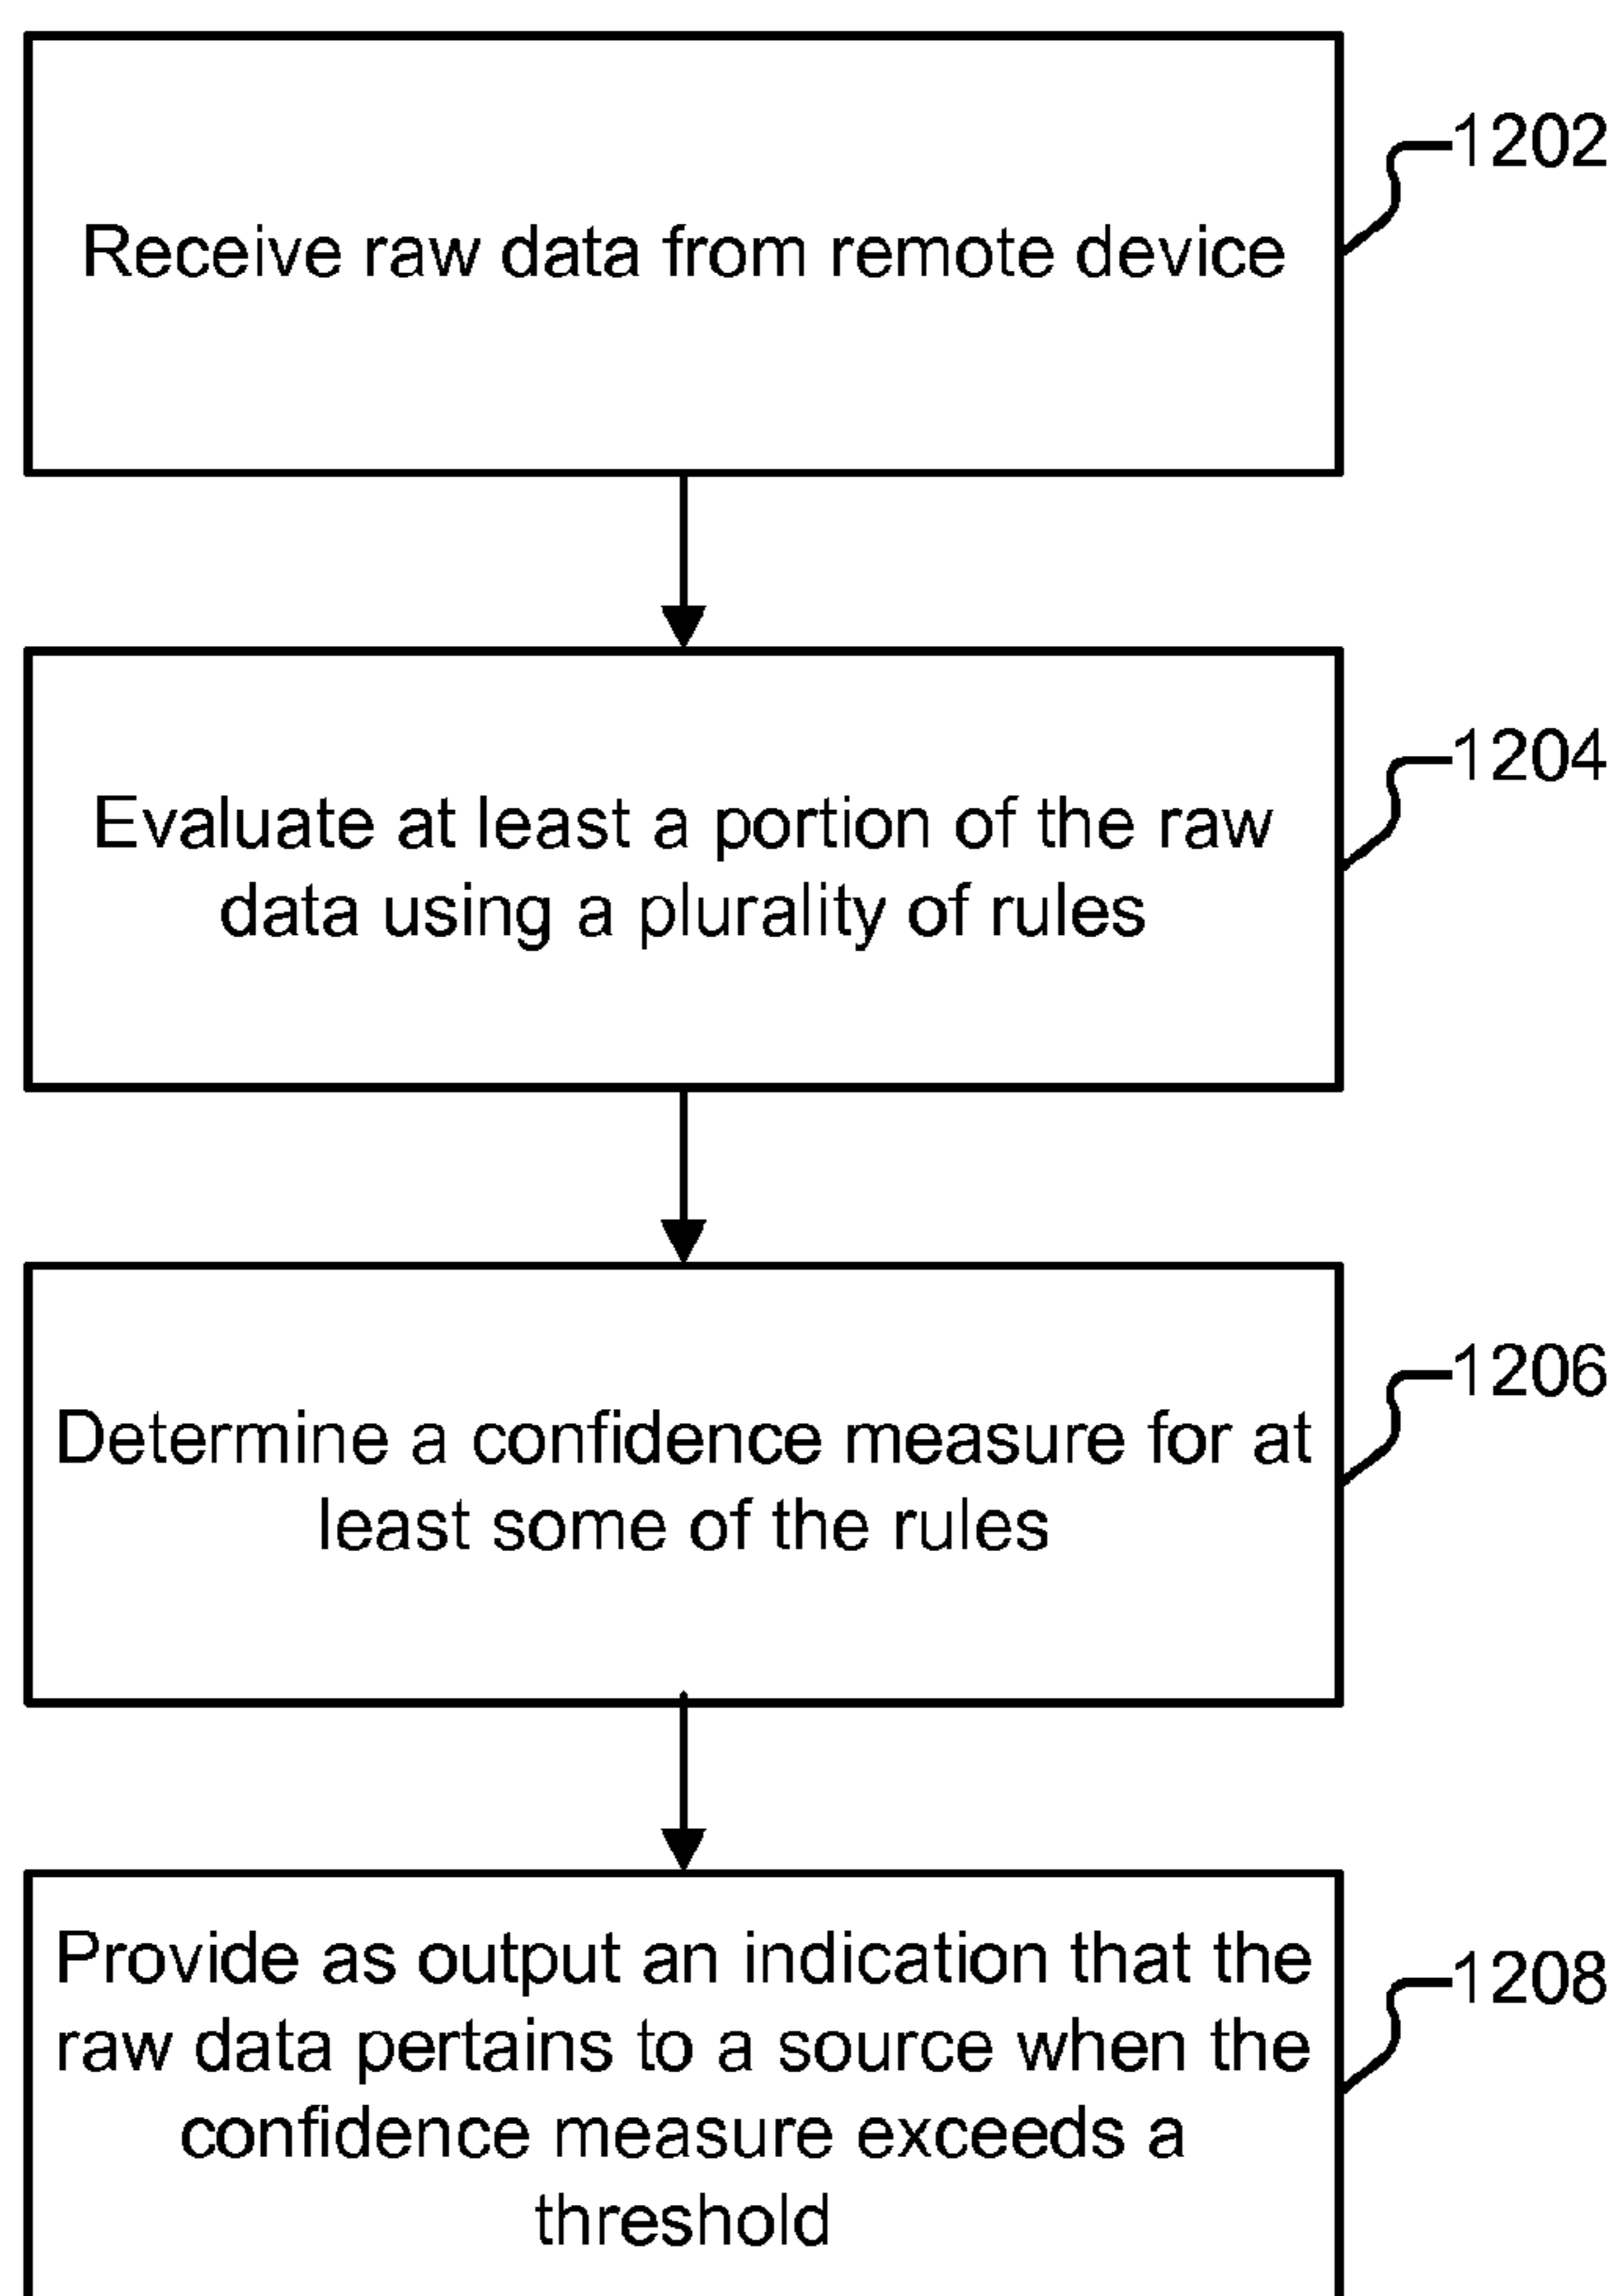 1202
Receive raw data from remote device
1204
Evaluate at least a portion of the raw
data using a plurality of rules
1206
Determine a confidence measure for at
least some of the rules
1208
Provide as output an indication that the
raw data pertains to a source when the
confidence measure exceeds a
threshold